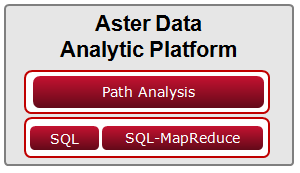 Aster Data
Analytic Platform
Path Analysis
SQL SQL-MapReduce